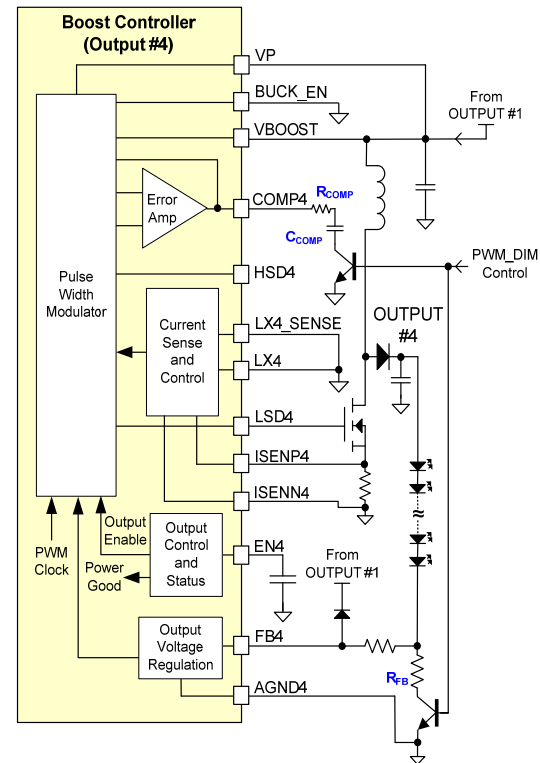 Boost Controller
(Output #4)
VP
BUCK_EN
From
OUTPUT #1
VBOOST
Error
Amp
COMP4
RCOMP
CCOMP
PWM_DIM
Control
HSD4
Pulse
Width
Modulator
Current
Sense
and
Control
LX4_SENSE
LX4
OUTPUT
#4
LSD4
ISENP4
ISENN4
≈
Output
Enable
PWM
Clock
Power
Good
Output
Control
and
Status
EN4
From
OUTPUT #1
Output
Voltage
Regulation
FB4
RFB
AGND4